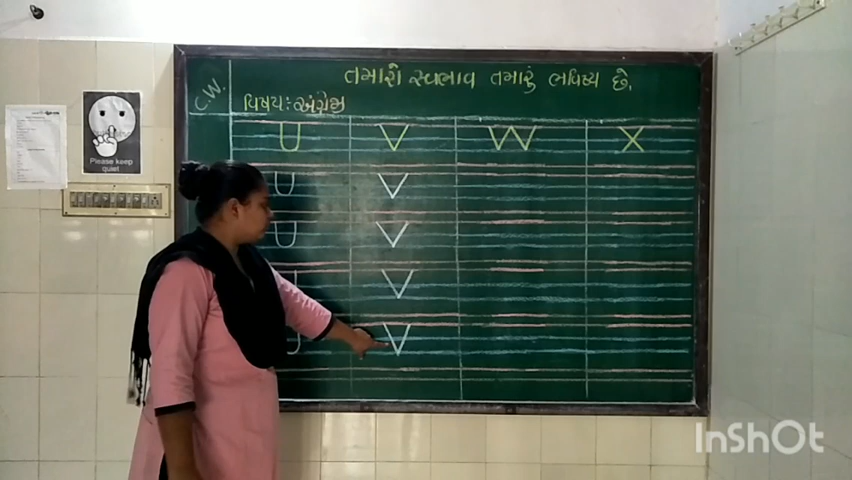 C.W.
તમારો સ્વભાવ તમારું ભવિષ્ય છે.
વિષય: અંગ્રેજી
U V W X
U V
U V
U V
U V
Please keep
quiet
InShOt